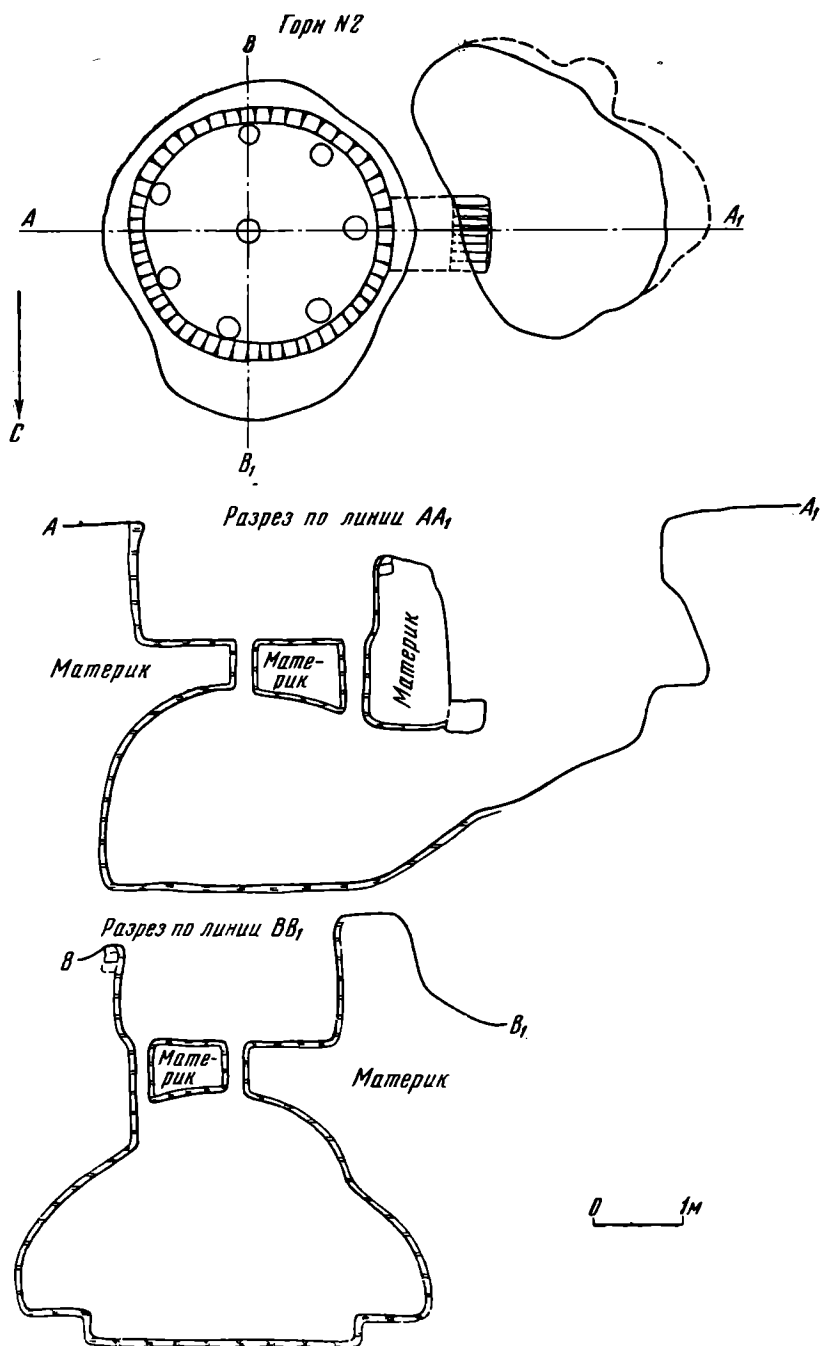 Горн N2
В
А
А₁
С
В₁
А
Разрез по линии АА₁
А₁
Материк
Мате-
рик
Материк
Разрез по линии ВВ₁
В
В₁
Мате-
рик
Материк
0 1м